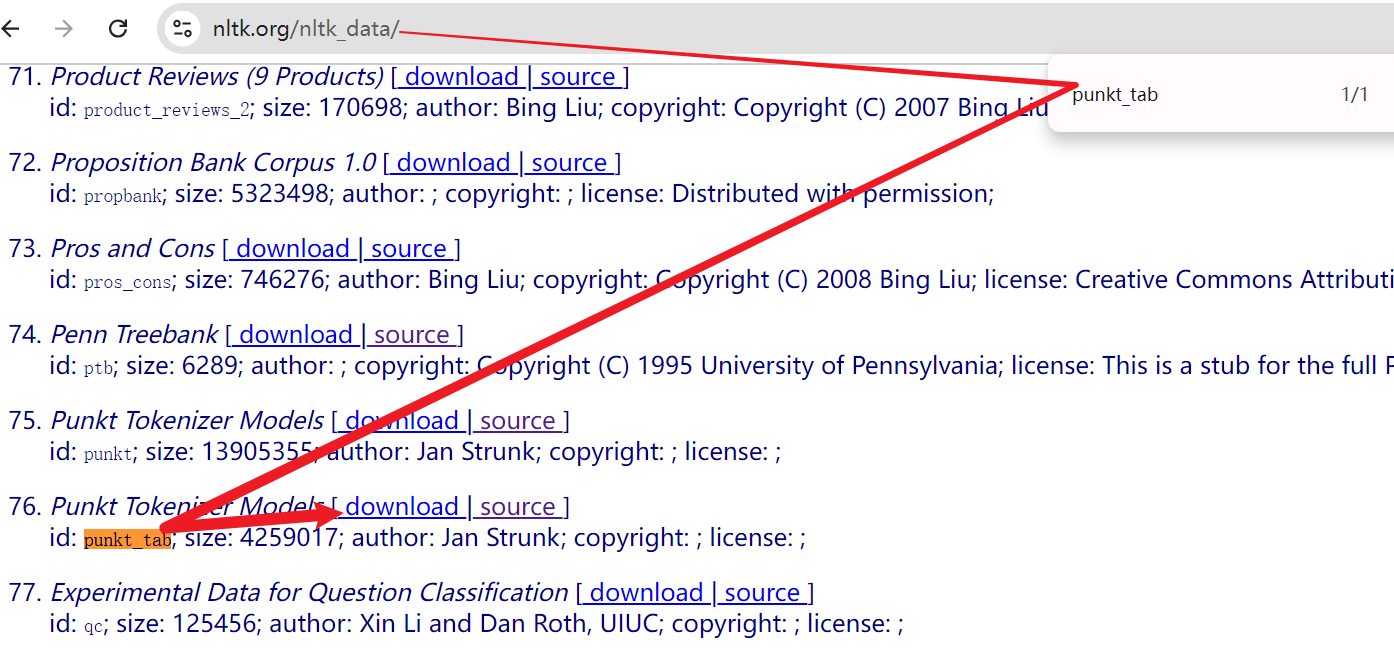 nltk.org/nltk_data/
punkt_tab 1/1
71. Product Reviews (9 Products) [ download | source ]
id: product_reviews_2; size: 170698; author: Bing Liu; copyright: Copyright (C) 2007 Bing Liu
72. Proposition Bank Corpus 1.0 [ download | source ]
id: propbank; size: 5323498; author: ; copyright: ; license: Distributed with permission;
73. Pros and Cons [ download | source ]
id: pros_cons; size: 746276; author: Bing Liu; copyright: Copyright (C) 2008 Bing Liu; license: Creative Commons Attributi
74. Penn Treebank [ download | source ]
id: ptb; size: 6289; author: ; copyright: Copyright (C) 1995 University of Pennsylvania; license: This is a stub for the full P
75. Punkt Tokenizer Models [ download | source ]
id: punkt; size: 13905355; author: Jan Strunk; copyright: ; license: ;
76. Punkt Tokenizer Models [ download | source ]
id: punkt_tab; size: 4259017; author: Jan Strunk; copyright: ; license: ;
77. Experimental Data for Question Classification [ download | source ]
id: qc; size: 125456; author: Xin Li and Dan Roth, UIUC; copyright: ; license: ;